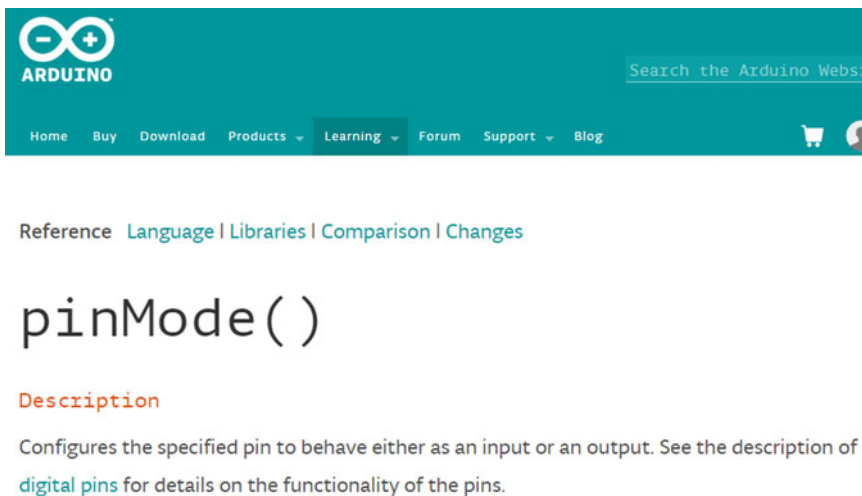 ARDUINO
Search the Arduino
Home Buy Download Products Learning Forum Support Blog
Reference Language | Libraries | Comparison | Changes
pinMode()
Description
Configures the specified pin to behave either as an input or an output. See the description of
digital pins for details on the functionality of the pins.